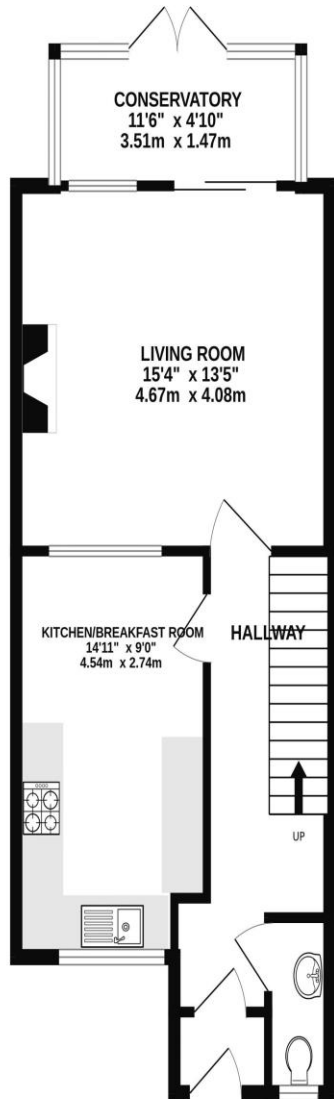 CONSERVATORY
11'6" x 4'10"
3.51m x 1.47m
LIVING ROOM
15'4" x 13'5"
4.67m x 4.08m
KITCHEN/BREAKFAST ROOM
14'11" x 9'0"
4.54m x 2.74m
HALLWAY
UP